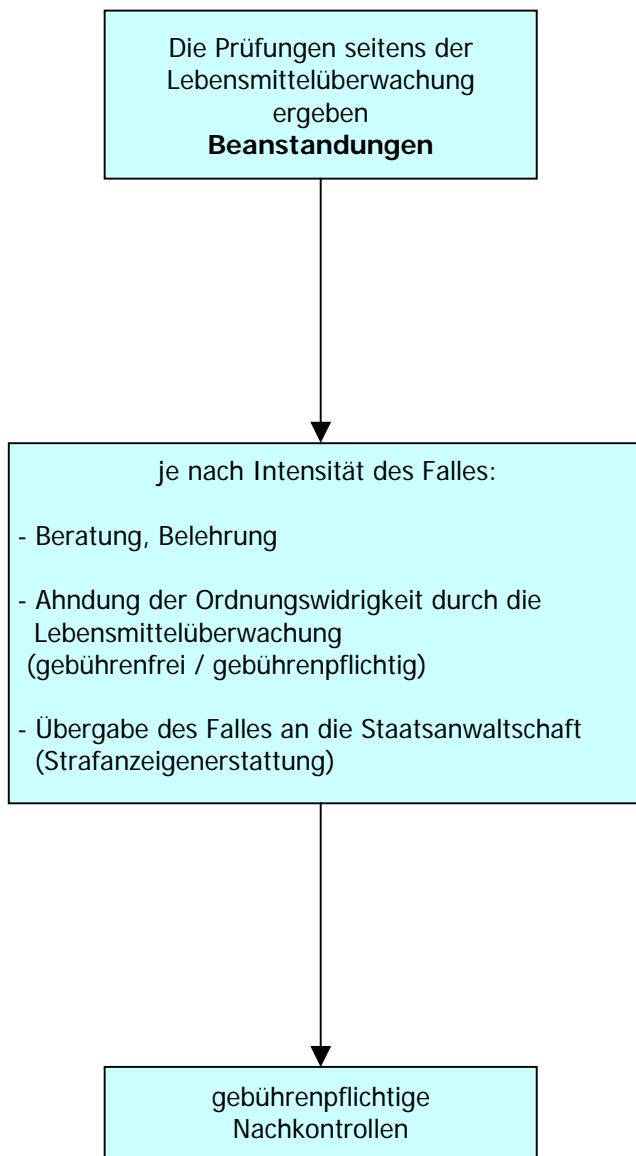 Die Prüfungen seitens der
Lebensmittelüberwachung
ergeben
Beanstandungen
je nach Intensität des Falles:
- Beratung, Belehrung
- Ahndung der Ordnungswidrigkeit durch die
Lebensmittelüberwachung
(gebührenfrei / gebührenpflichtig)
- Übergabe des Falles an die Staatsanwaltschaft
(Strafanzeigenerstattung)
gebührenpflichtige
Nachkontrollen